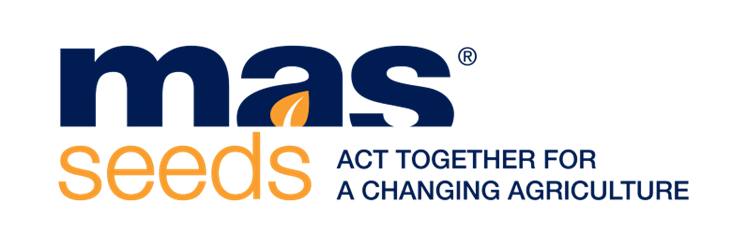 mas®
seeds
ACT TOGETHER FOR
A CHANGING AGRICULTURE